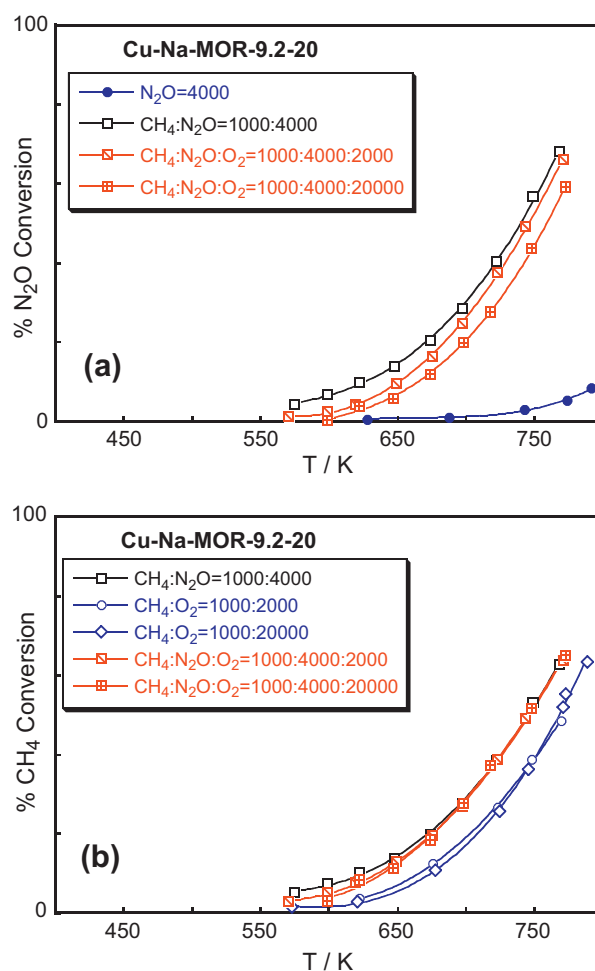 100
Cu-Na-MOR-9.2-20
N₂O=4000
CH₄:N₂O=1000:4000
CH₄:N₂O:O₂=1000:4000:2000
CH₄:N₂O:O₂=1000:4000:20000
% N₂O Conversion
(a)
0
450 550 650 750
T / K
100
Cu-Na-MOR-9.2-20
CH₄:N₂O=1000:4000
CH₄:O₂=1000:2000
CH₄:O₂=1000:20000
CH₄:N₂O:O₂=1000:4000:2000
CH₄:N₂O:O₂=1000:4000:20000
% CH₄ Conversion
(b)
0
450 550 650 750
T / K